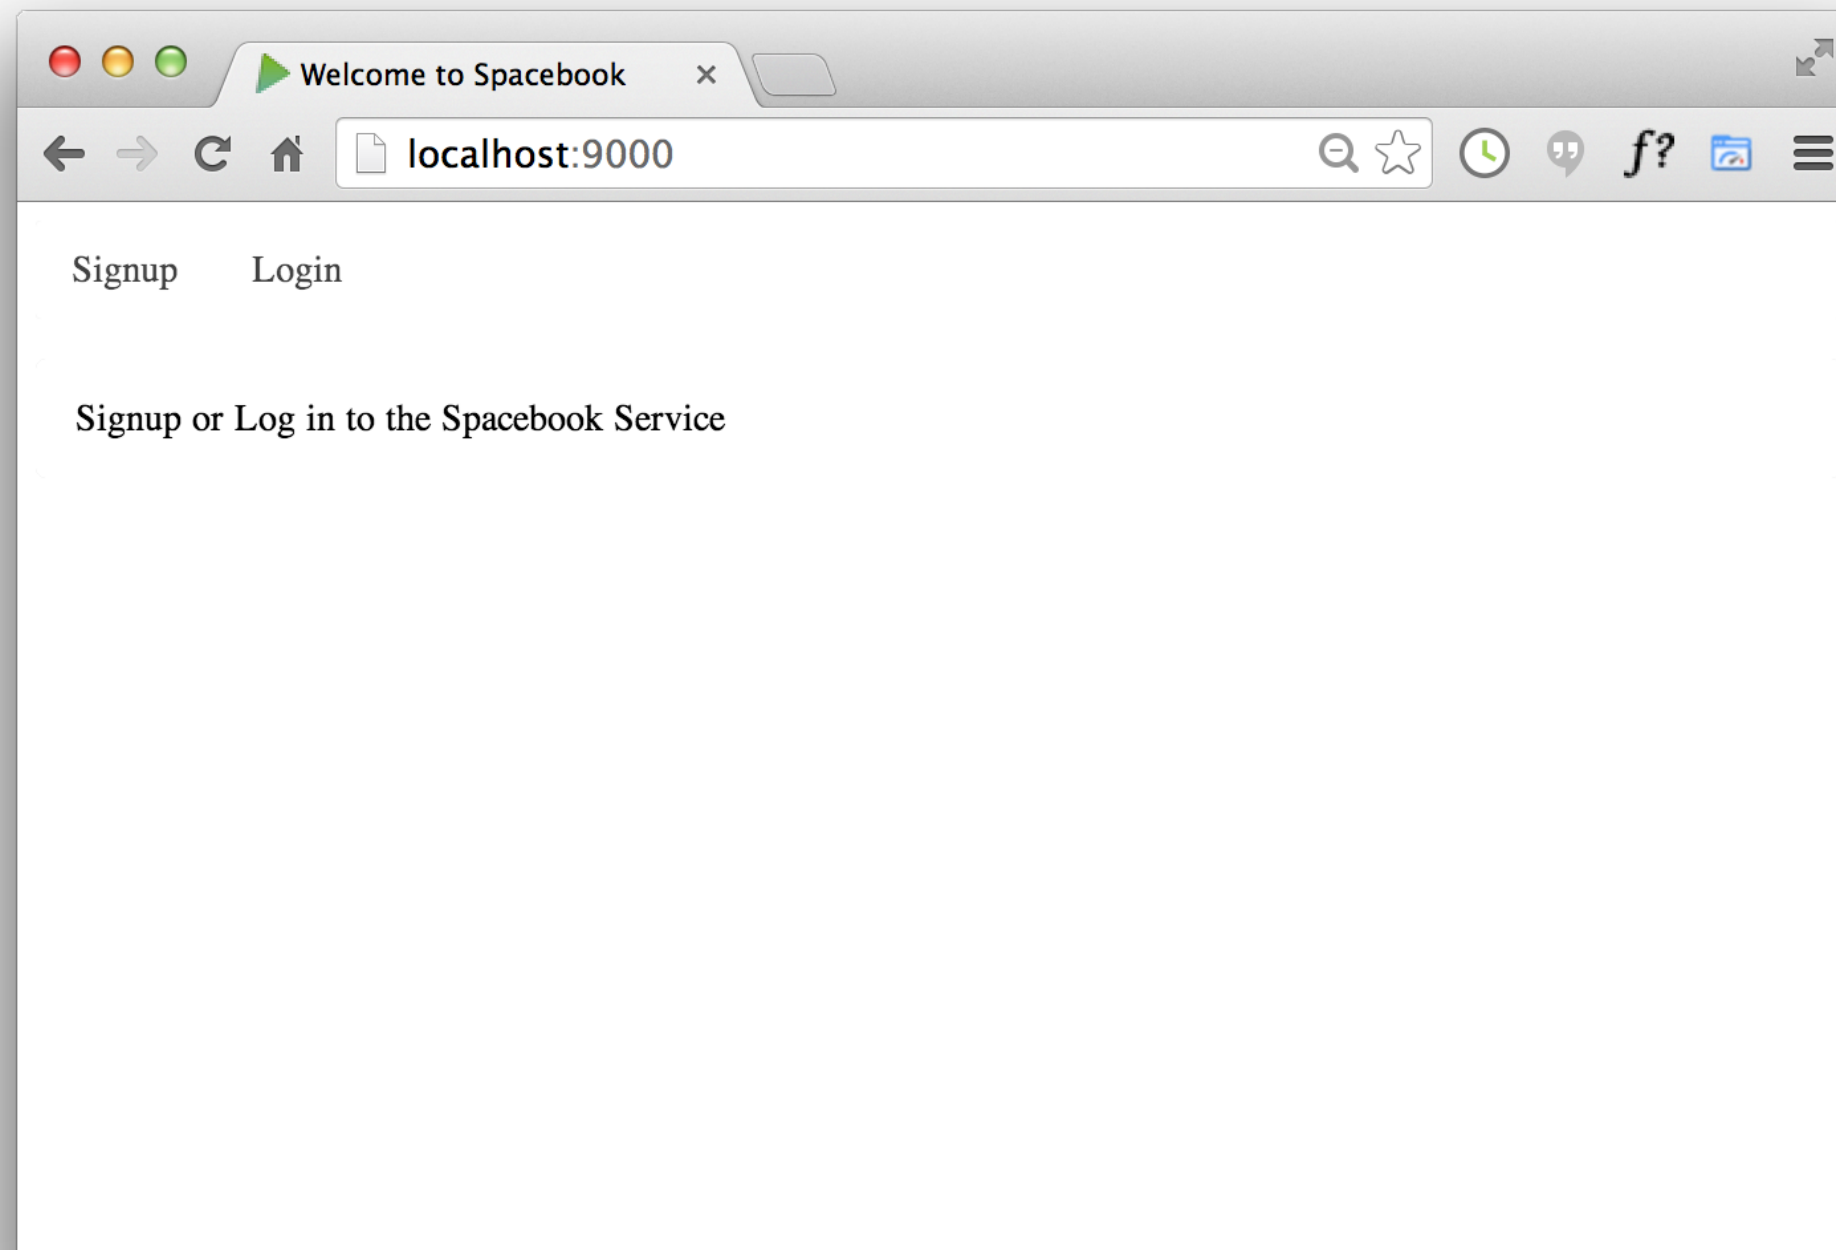 Welcome to Spacebook
localhost:9000
f?
Signup Login
Signup or Log in to the Spacebook Service